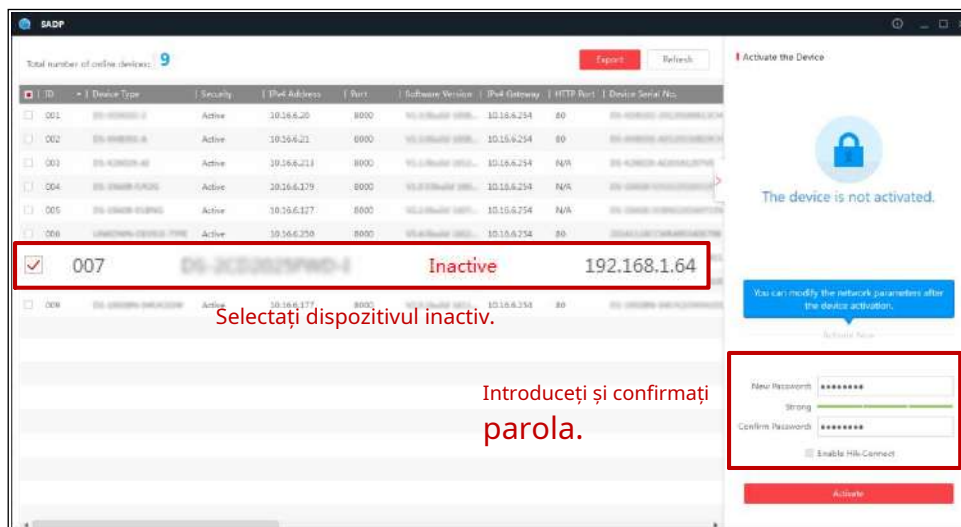 SADP
Total number of online devices: 9
Export
Refresh
ID
Device Type
Security
IPv4 Address
Port
Software Version
IPv4 Gateway
HTTP Port
Device Serial No.
001 Active 10.16.6.20 8000 10.16.6.254 80
002 Active 10.16.6.21 8000 10.16.6.254 80
003 Active 10.16.6.213 8000 10.16.6.254 N/A
004 Active 10.16.6.179 8000 10.16.6.254 N/A
005 Active 10.16.6.127 8000 10.16.6.254 N/A
006 Active 10.16.6.250 8000 10.16.6.254 80
007 Inactive 192.168.1.64
Active 10.16.6.177 8000 10.16.6.254 80
Selectați dispozitivul inactiv.
Introduceți și confirmați
parola.
Activate the Device
The device is not activated.
You can modify the network parameters after
the device activation.
Activate Now
New Password:
Strong
Confirm Password:
Enable Hik-Connect
Activate